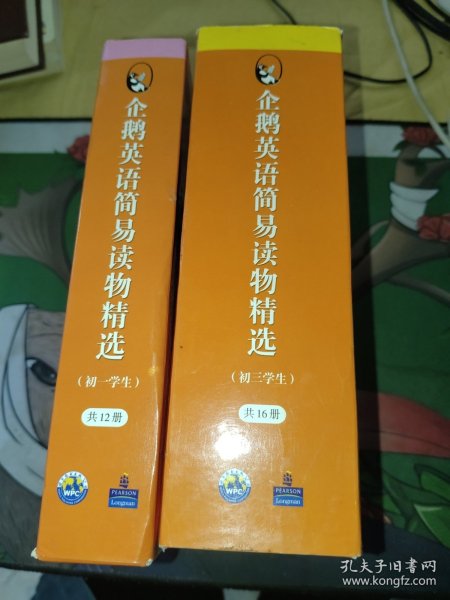 企鹅英语简易读物精选
(初一学生)
共12册
WPC
PEARSON
Longman
企鹅英语简易读物精选
(初三学生)
共16册
WPC
PEARSON
Longman
孔夫子旧书网
www.kongfz.com